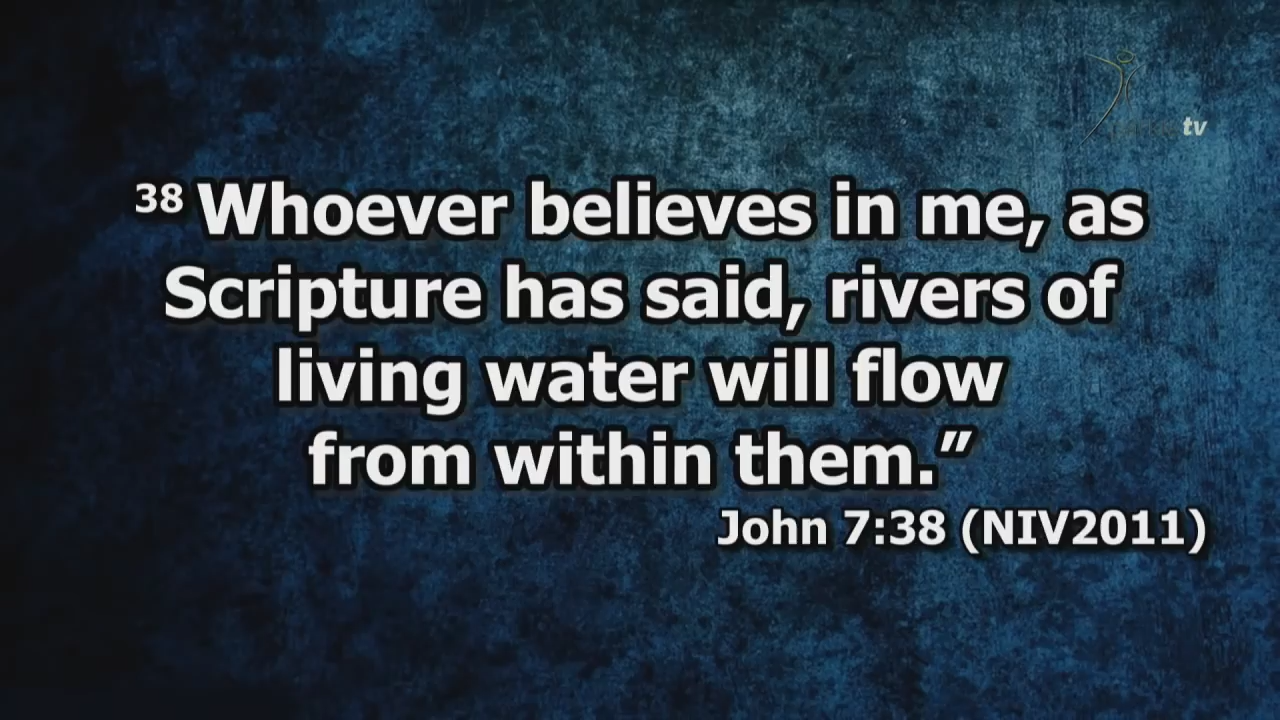 tv
38 Whoever believes in me, as
Scripture has said, rivers of
living water will flow
from within them.”
John 7:38 (NIV2011)